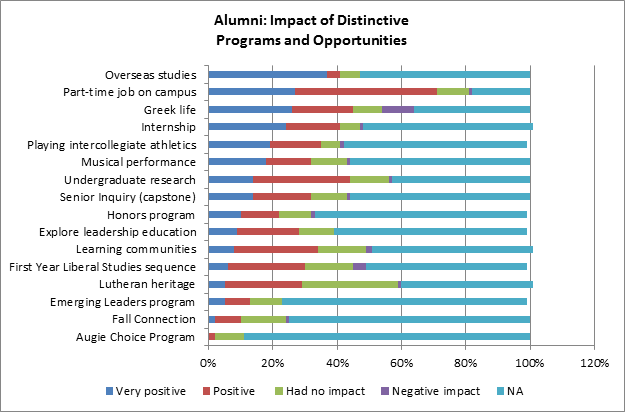 Alumni: Impact of Distinctive
Programs and Opportunities
Overseas studies
Part-time job on campus
Greek life
Internship
Playing intercollegiate athletics
Musical performance
Undergraduate research
Senior Inquiry (capstone)
Honors program
Explore leadership education
Learning communities
First Year Liberal Studies sequence
Lutheran heritage
Emerging Leaders program
Fall Connection
Augie Choice Program
0% 20% 40% 60% 80% 100% 120%
Very positive Positive Had no impact Negative impact NA